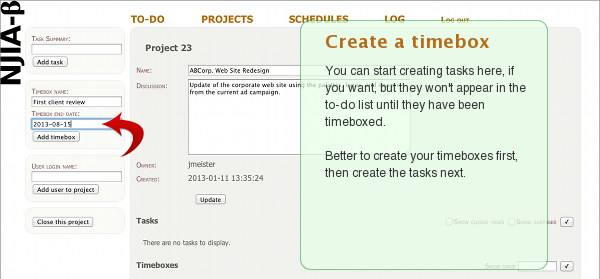 NJIA-β
TO-DO PROJECTS SCHEDULES LOG LOG OUT
TASK SUMMARY:
Add task
TIMEBOX NAME:
First client review
TIMEBOX END DATE:
2013-08-15
Add timebox
USER LOGIN NAME:
Add user to project
Close this project
Project 23
NAME:
ABCorp. Web Site Redesign
DISCUSSION:
Update of the corporate web site using the
from the current ad campaign.
OWNER: jmeister
CREATED: 2013-01-11 13:35:24
Update
Tasks
SHOW CLOSED TASKS SHOW SUBTASKS
There are no tasks to display.
Timeboxes
Create a timebox
You can start creating tasks here, if
you want, but they won't appear in the
to-do list until they have been
timeboxed.
Better to create your timeboxes first,
then create the tasks next.